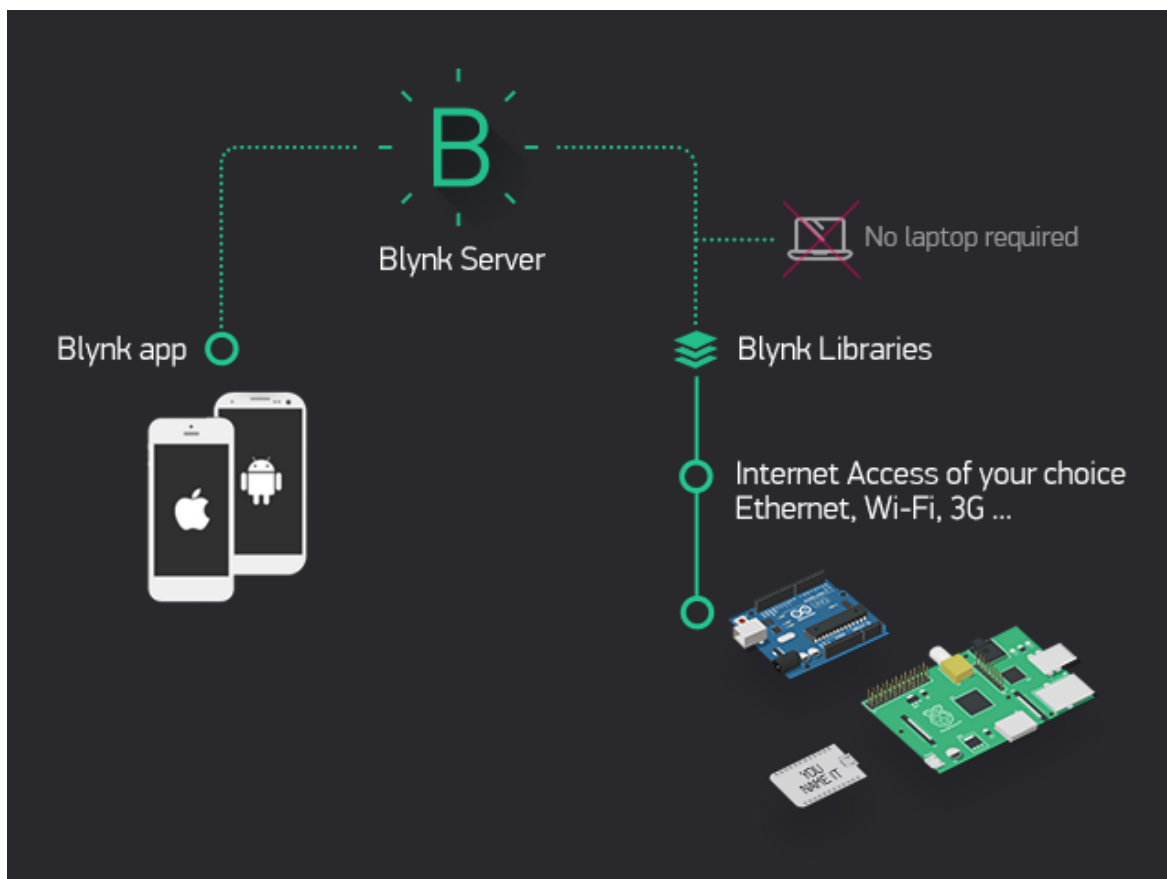 B
Blynk Server
No laptop required
Blynk app
Blynk Libraries
Internet Access of your choice
Ethernet, Wi-Fi, 3G ...
UNO
YOU
NAME IT